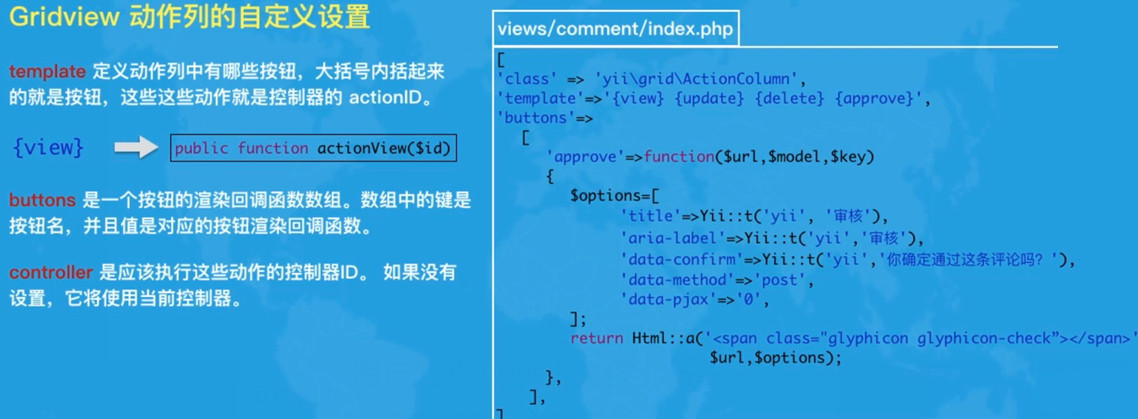 Gridview 动作列的自定义设置
template 定义动作列中有哪些按钮，大括号内括起来
的就是按钮，这些这些动作就是控制器的 actionID。
{view}
public function actionView($id)
buttons 是一个按钮的渲染回调函数数组。数组中的键是
按钮名，并且值是对应的按钮渲染回调函数。
controller 是应该执行这些动作的控制器ID。 如果没有
设置，它将使用当前控制器。
views/comment/index.php
[
'class' => 'yii\grid\ActionColumn',
'template'=>'{view} {update} {delete} {approve}',
'buttons'=>
[
'approve'=>function($url,$model,$key)
{
$options=[
'title'=>Yii::t('yii', '审核'),
'aria-label'=>Yii::t('yii','审核'),
'data-confirm'=>Yii::t('yii','你确定通过这条评论吗？'),
'data-method'=>'post',
'data-pjax'=>'0',
];
return Html::a('<span class="glyphicon glyphicon-check”></span>'
$url,$options);
},
],
]